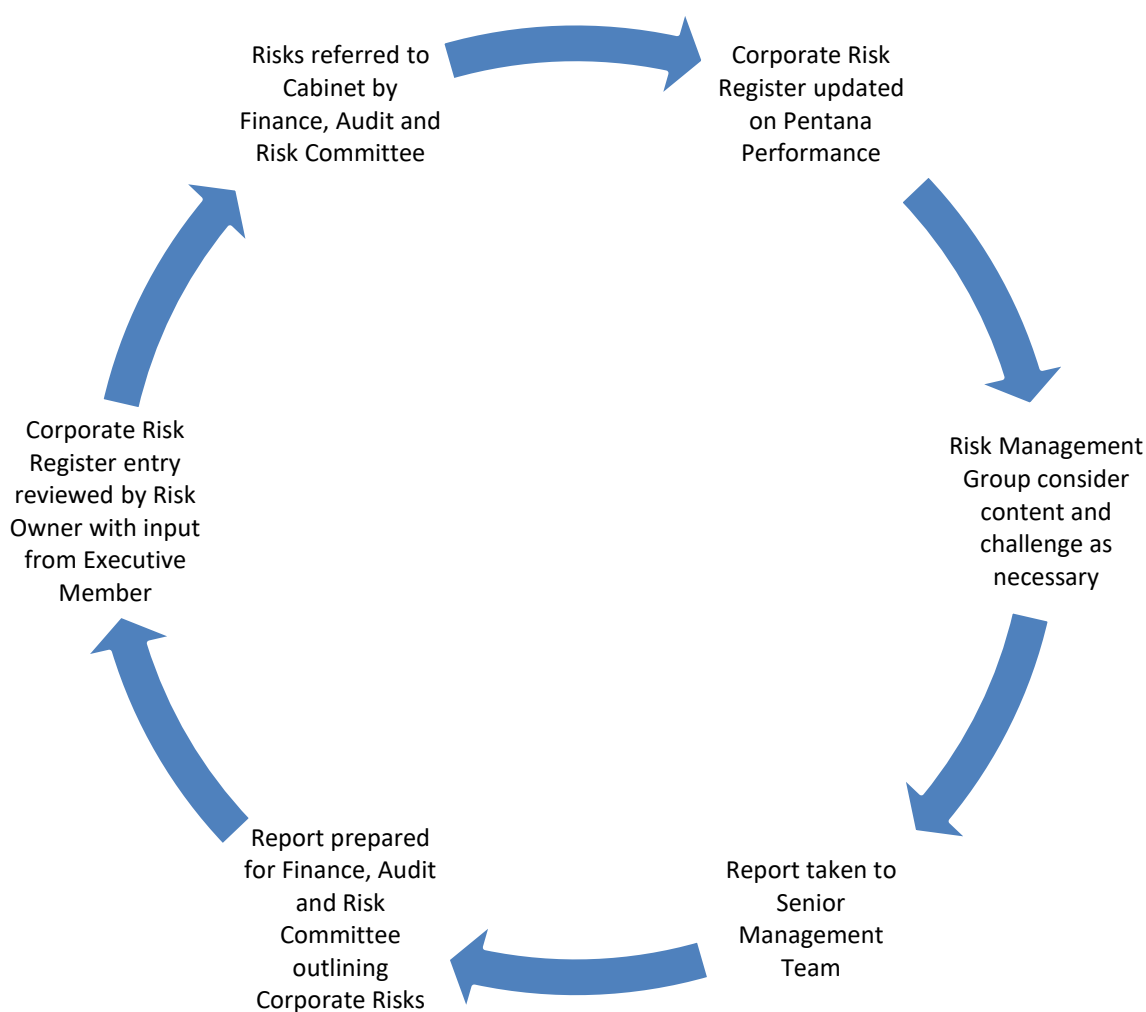 Risks referred to
Cabinet by
Finance, Audit and
Risk Committee
Corporate Risk
Register updated
on Pentana
Performance
Risk Management
Group consider
content and
challenge as
necessary
Report taken to
Senior
Management
Team
Report prepared
for Finance, Audit
and Risk
Committee
outlining
Corporate Risks
Corporate Risk
Register entry
reviewed by Risk
Owner with input
from Executive
Member